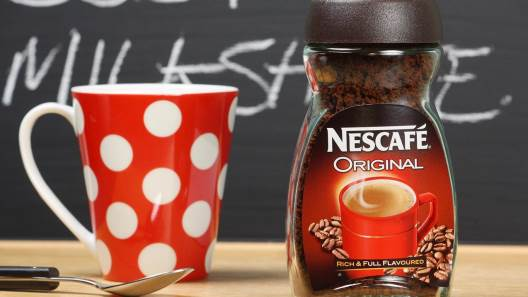 MILKSHAKE.
NESCAFÉ®
ORIGINAL
RICH & FULL FLAVOURED